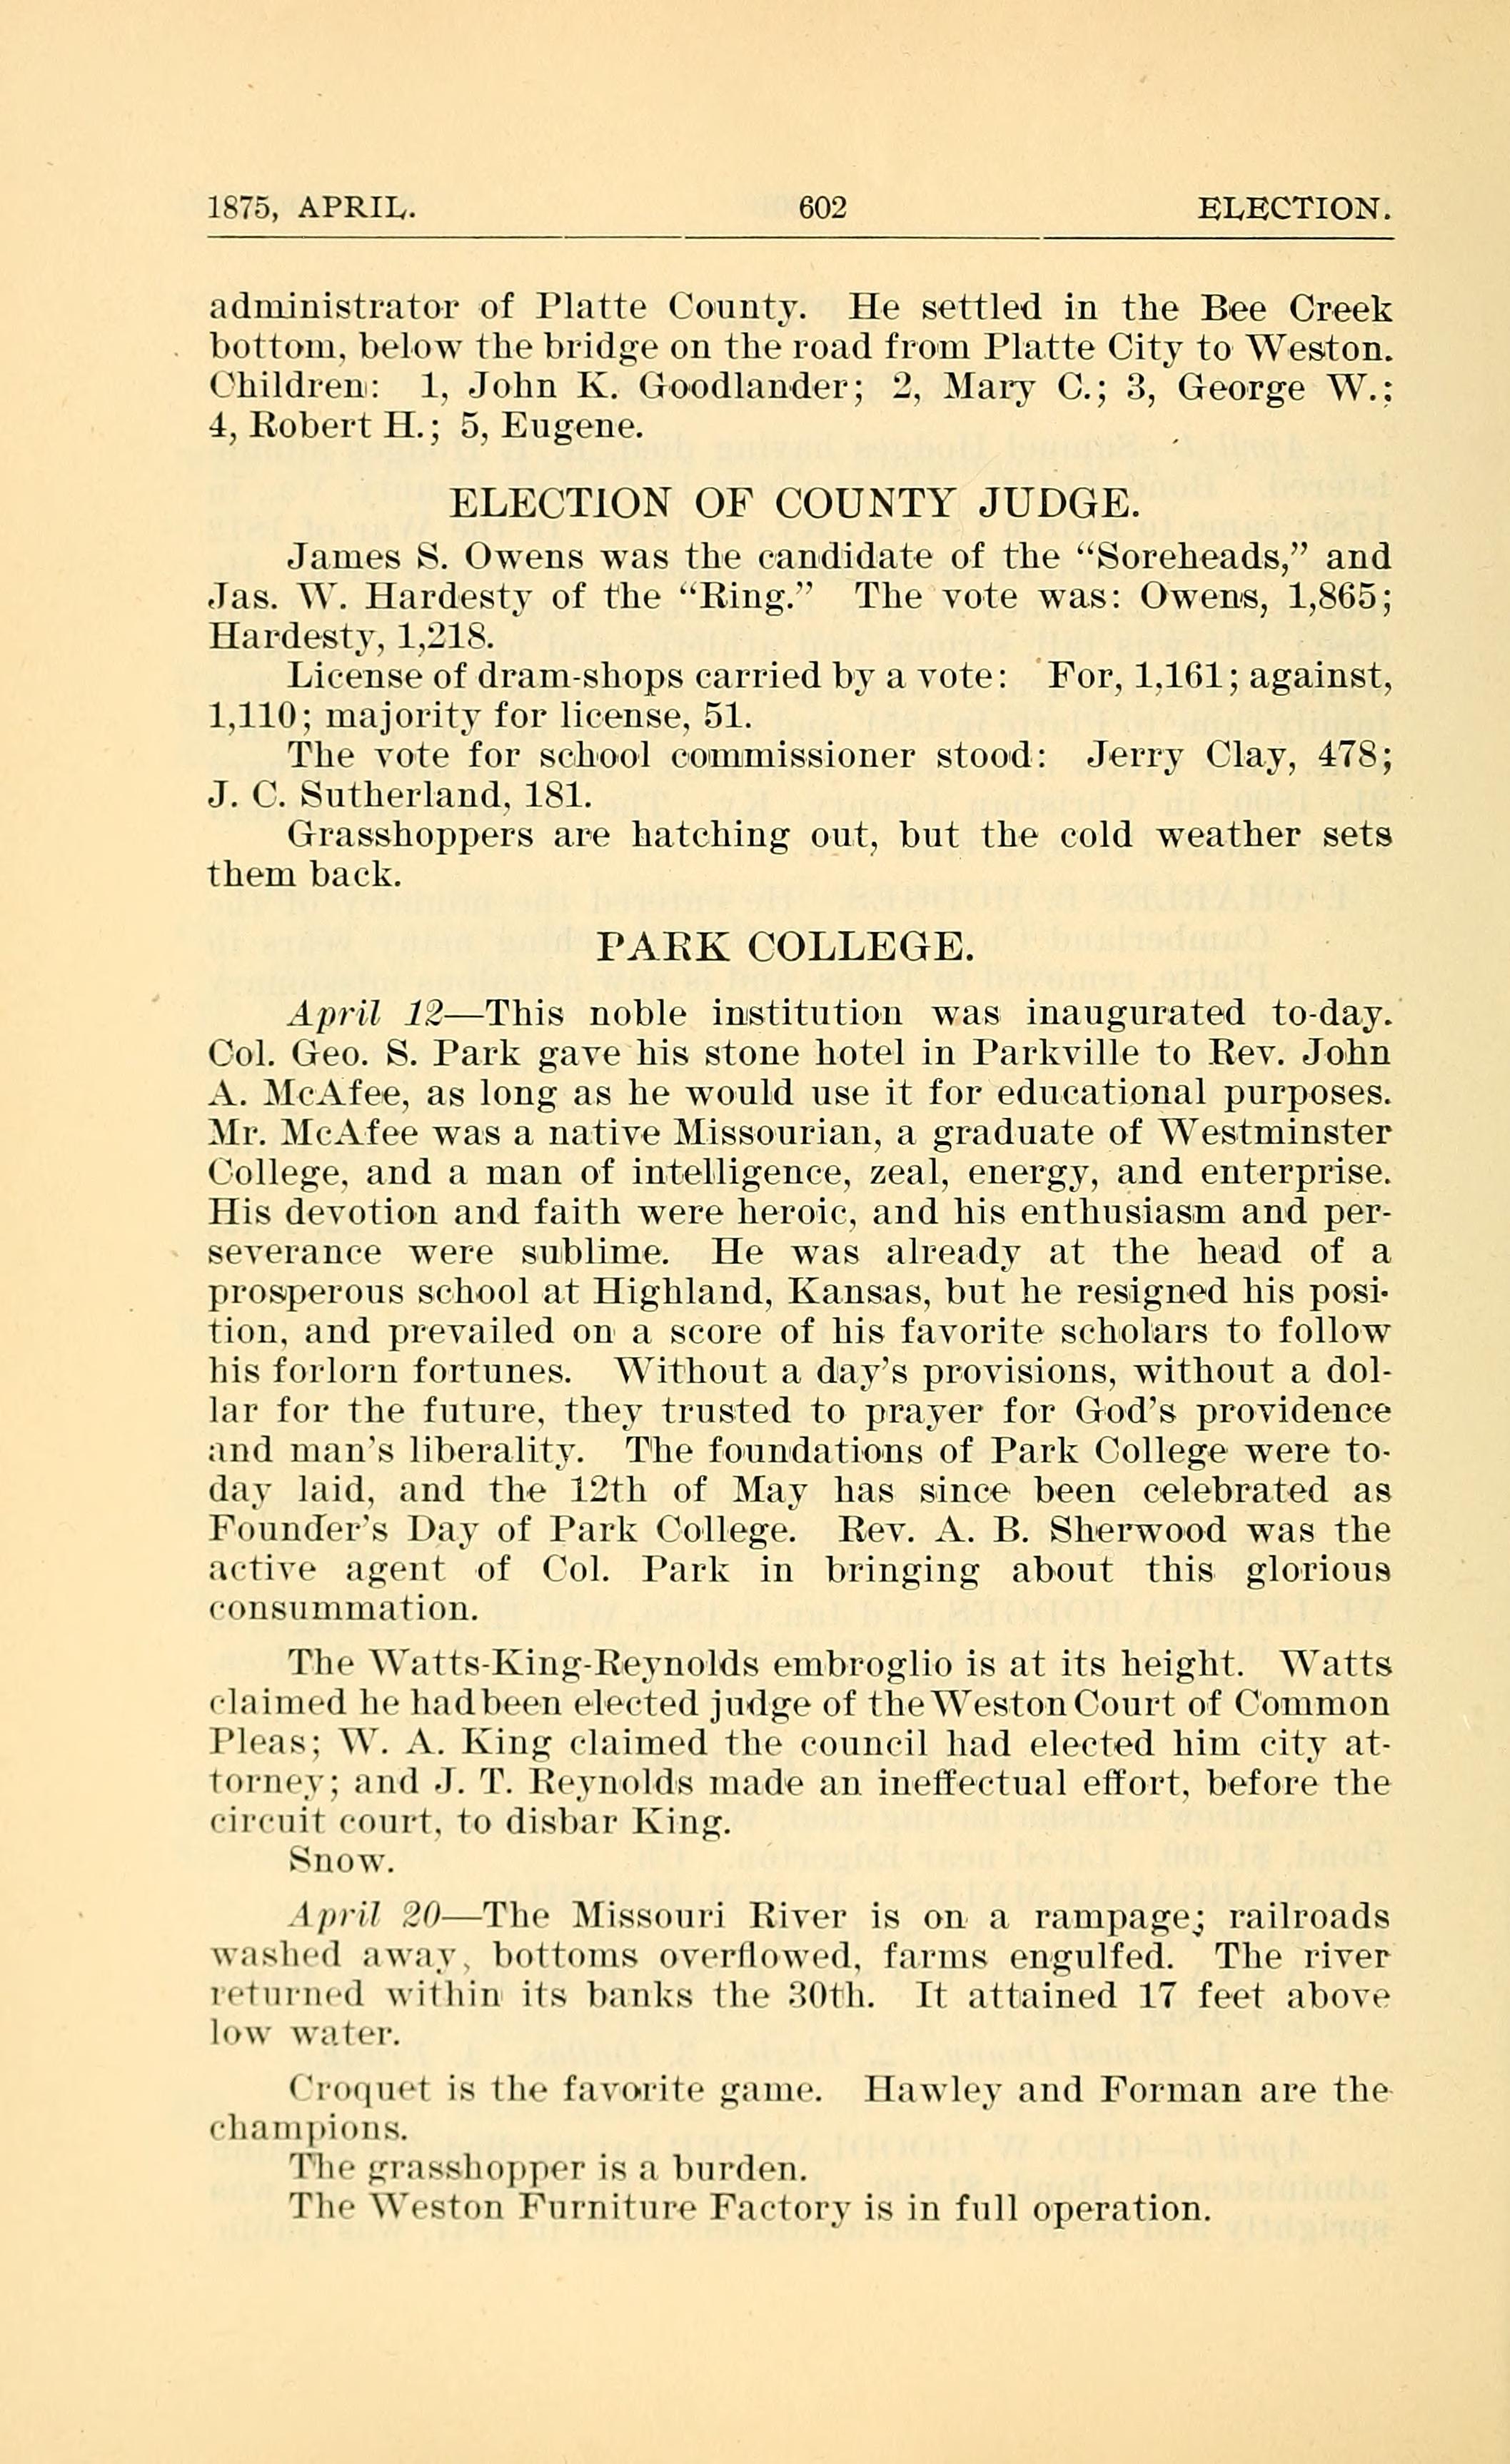 1875, APRIL. 602 ELECTION.
administrator of Platte County. He settled in the Bee Creek
bottom, below the bridge on the road from Platte City to Weston.
Children: 1, John K. Goodlander; 2, Mary C.; 3, George W.;
4, Robert H.; 5, Eugene.
ELECTION OF COUNTY JUDGE.
James S. Owens was the candidate of the “Soreheads,” and
Jas. W. Hardesty of the “Ring.” The vote was: Owens, 1,865;
Hardesty, 1,218.
License of dram-shops carried by a vote: For, 1,161; against,
1,110; majority for license, 51.
The vote for school commissioner stood: Jerry Clay, 478;
J. C. Sutherland, 181.
Grasshoppers are hatching out, but the cold weather sets
them back.
PARK COLLEGE.
April 12—This noble institution was inaugurated to-day.
Col. Geo. S. Park gave his stone hotel in Parkville to Rev. John
A. McAfee, as long as he would use it for educational purposes.
Mr. McAfee was a native Missourian, a graduate of Westminster
College, and a man of intelligence, zeal, energy, and enterprise.
His devotion and faith were heroic, and his enthusiasm and per-
severance were sublime. He was already at the head of a
prosperous school at Highland, Kansas, but he resigned his posi-
tion, and prevailed on a score of his favorite scholars to follow
his forlorn fortunes. Without a day’s provisions, without a dol-
lar for the future, they trusted to prayer for God’s providence
and man’s liberality. The foundations of Park College were to-
day laid, and the 12th of May has since been celebrated as
Founder’s Day of Park College. Rev. A. B. Sherwood was the
active agent of Col. Park in bringing about this glorious
consummation.
The Watts-King-Reynolds embroglio is at its height. Watts
claimed he had been elected judge of the Weston Court of Common
Pleas; W. A. King claimed the council had elected him city at-
torney; and J. T. Reynolds made an ineffectual effort, before the
circuit court, to disbar King.
Snow.
April 20—The Missouri River is on a rampage; railroads
washed away, bottoms overflowed, farms engulfed. The river
returned within its banks the 30th. It attained 17 feet above
low water.
Croquet is the favorite game. Hawley and Forman are the
champions.
The grasshopper is a burden.
The Weston Furniture Factory is in full operation.